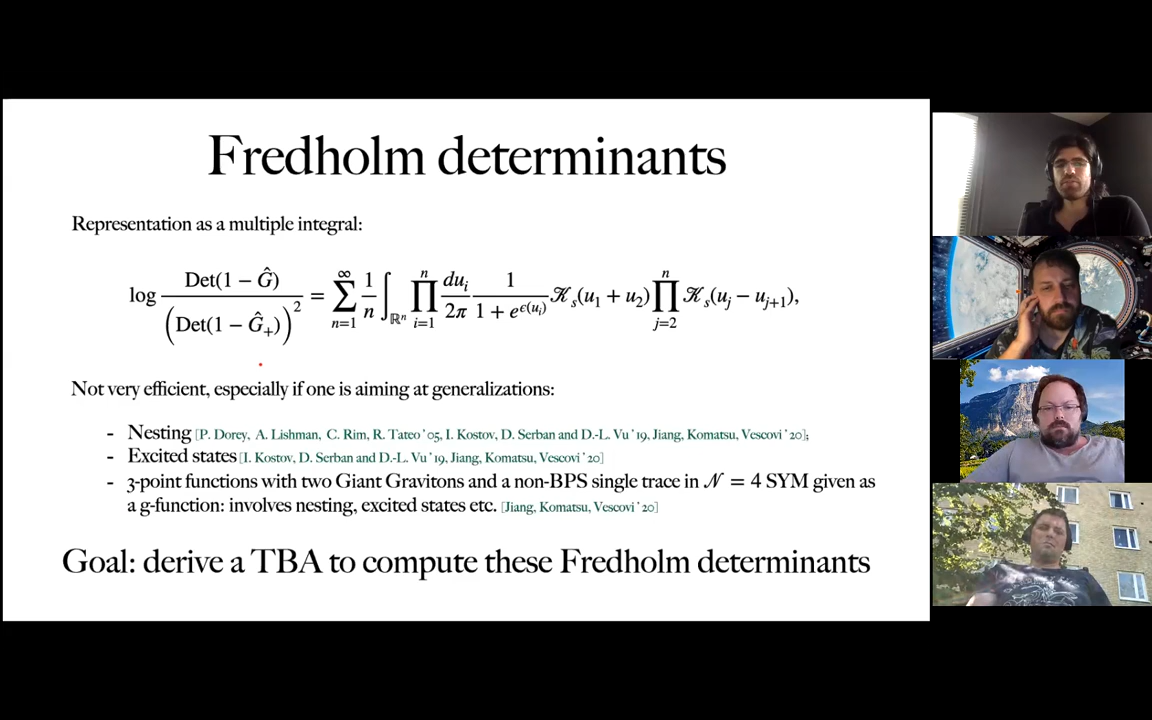 Fredholm determinants
Representation as a multiple integral:
log Det(1 − Ĝ) / (Det(1 − Ĝ₊))² = ∑_{n=1}^{∞} 1/n ∫_{ℝⁿ} ∏_{i=1}^{n} du_i/2π 1/(1 + e^{ϵ(u_i)}) 𝒦_s(u_1 + u_2) ∏_{j=2}^{n} 𝒦_s(u_j − u_{j+1}),
Not very efficient, especially if one is aiming at generalizations:
- Nesting [P. Dorey, A. Lishman, C. Rim, R. Tateo '05, I. Kostov, D. Serban and D.-L. Vu '19, Jiang, Komatsu, Vescovi '20];
- Excited states [I. Kostov, D. Serban and D.-L. Vu '19, Jiang, Komatsu, Vescovi '20]
- 3-point functions with two Giant Gravitons and a non-BPS single trace in 𝒩 = 4 SYM given as
a g-function: involves nesting, excited states etc. [Jiang, Komatsu, Vescovi '20]
Goal: derive a TBA to compute these Fredholm determinants